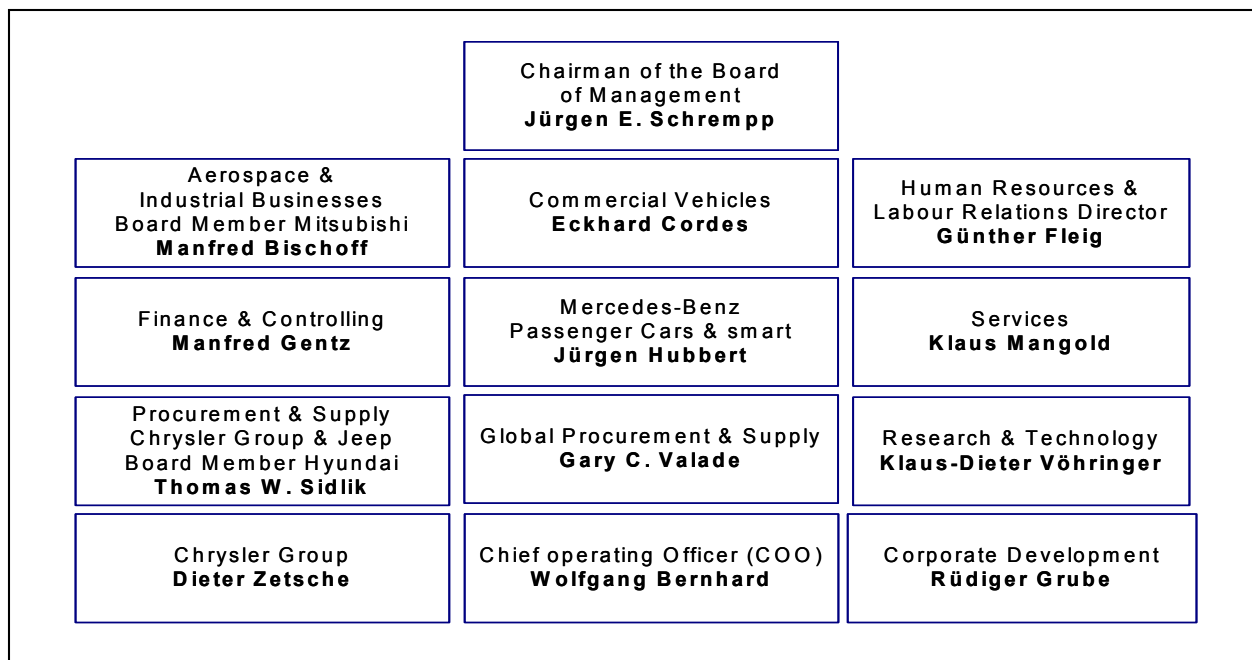 Chairman of the Board
of Management
Jürgen E. Schrempp
Aerospace &
Industrial Businesses
Board Member Mitsubishi
Manfred Bischoff
Commercial Vehicles
Eckhard Cordes
Human Resources &
Labour Relations Director
Günther Fleig
Finance & Controlling
Manfred Gentz
Mercedes-Benz
Passenger Cars & smart
Jürgen Hubbert
Services
Klaus Mangold
Procurement & Supply
Chrysler Group & Jeep
Board Member Hyundai
Thomas W. Sidlik
Global Procurement & Supply
Gary C. Valade
Research & Technology
Klaus-Dieter Vöhringer
Chrysler Group
Dieter Zetsche
Chief operating Officer (COO)
Wolfgang Bernhard
Corporate Development
Rüdiger Grube